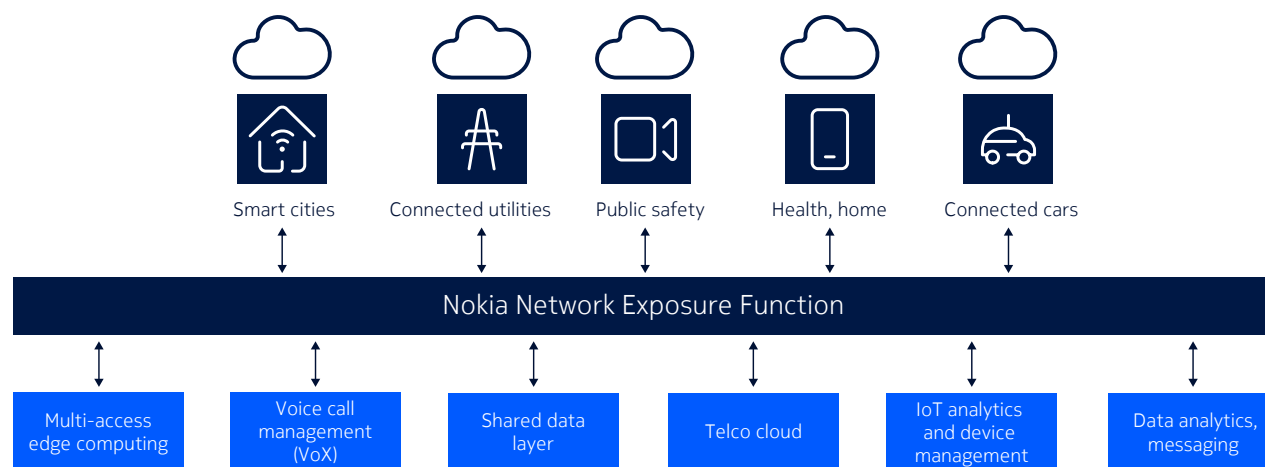 Smart cities
Connected utilities
Public safety
Health, home
Connected cars
Nokia Network Exposure Function
Multi-access
edge computing
Voice call
management
(VoX)
Shared data
layer
Telco cloud
IoT analytics
and device
management
Data analytics,
messaging